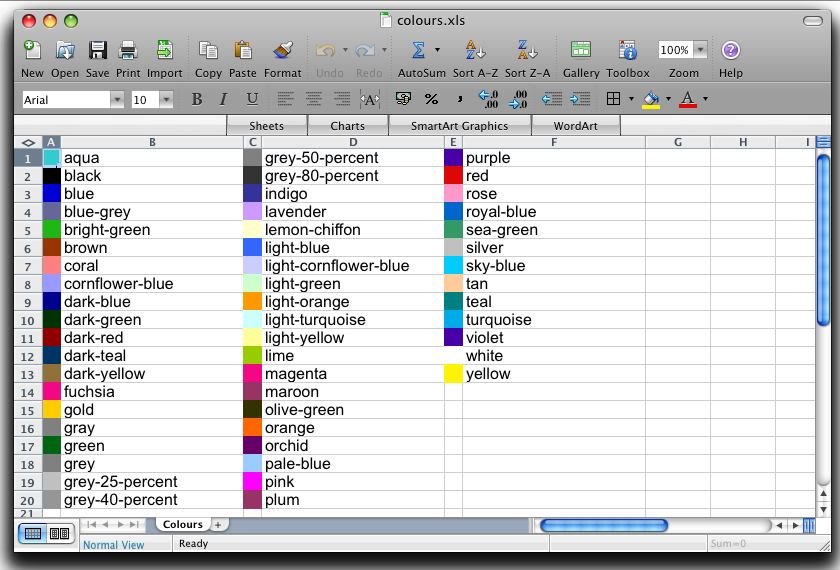 colours.xls
New Open Save Print Import Copy Paste Format Undo Redo AutoSum Sort A-Z Sort Z-A Gallery Toolbox 100% Zoom Help
Arial 10 B I U A % , .0 .00 .00 .0 A
Sheets Charts SmartArt Graphics WordArt
A B C D E F G H I
1 aqua grey-50-percent purple
2 black grey-80-percent red
3 blue indigo rose
4 blue-grey lavender royal-blue
5 bright-green lemon-chiffon sea-green
6 brown light-blue silver
7 coral light-cornflower-blue sky-blue
8 cornflower-blue light-green tan
9 dark-blue light-orange teal
10 dark-green light-turquoise turquoise
11 dark-red light-yellow violet
12 dark-teal lime white
13 dark-yellow magenta yellow
14 fuchsia maroon
15 gold olive-green
16 gray orange
17 green orchid
18 grey pale-blue
19 grey-25-percent pink
20 grey-40-percent plum
21
Colours +
Normal View Ready Sum=0